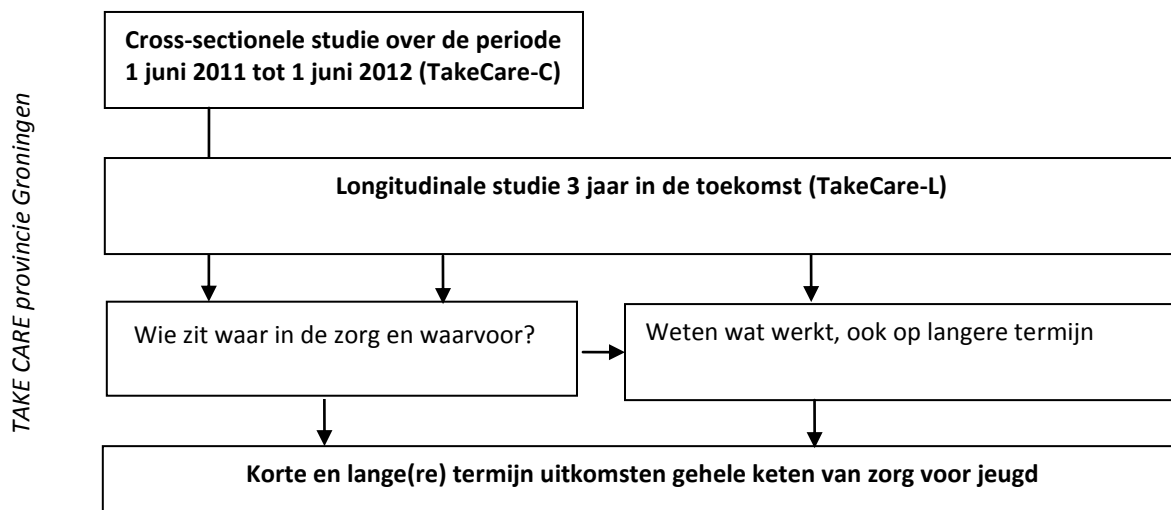 TAKE CARE provincie Groningen
Cross-sectionele studie over de periode
1 juni 2011 tot 1 juni 2012 (TakeCare-C)
Longitudinale studie 3 jaar in de toekomst (TakeCare-L)
Wie zit waar in de zorg en waarvoor?
Weten wat werkt, ook op langere termijn
Korte en lange(re) termijn uitkomsten gehele keten van zorg voor jeugd